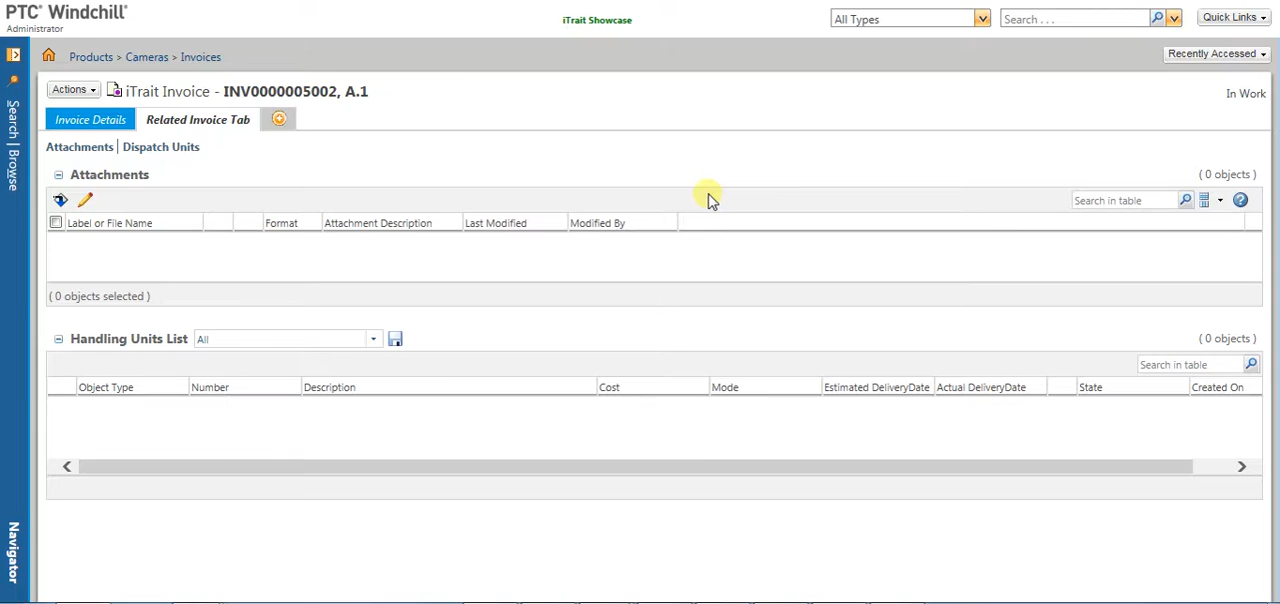 PTC® Windchill®
Administrator
iTrait Showcase
All Types
Search . . .
Quick Links
Products > Cameras > Invoices
Recently Accessed
Actions
iTrait Invoice - INV0000005002, A.1
In Work
Invoice Details
Related Invoice Tab
Attachments | Dispatch Units
Attachments
( 0 objects )
Search in table
Label or File Name
Format
Attachment Description
Last Modified
Modified By
( 0 objects selected )
Handling Units List
All
( 0 objects )
Search in table
Object Type
Number
Description
Cost
Mode
Estimated DeliveryDate
Actual DeliveryDate
State
Created On
Search | Browse
Navigator